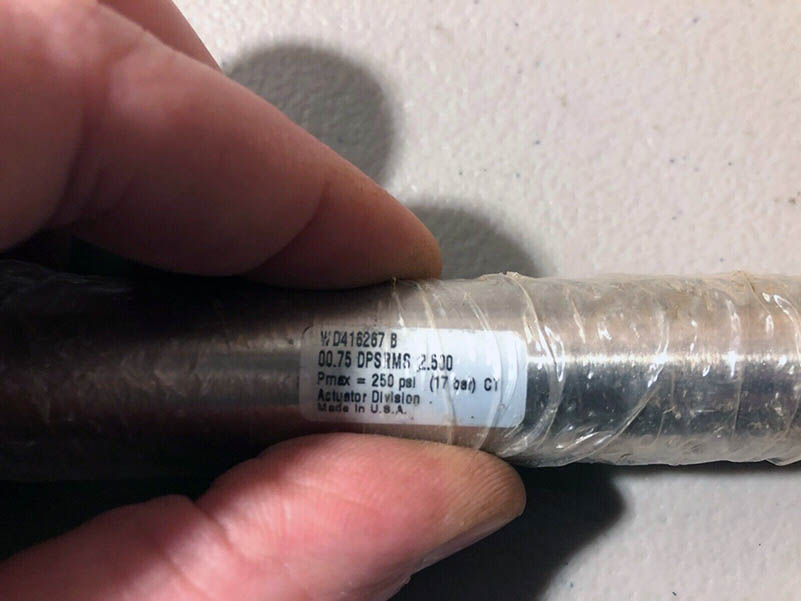 WD416267 B
00.75 DPSRMS 2.500
Pmax = 250 psi (17 bar) CY
Actuator Division
Made in U.S.A.